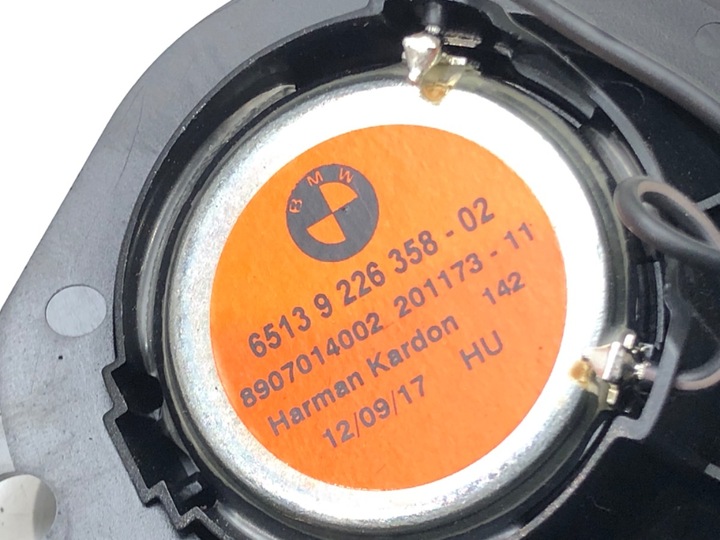 BMW
6513 9 226 358 - 02
8907014002 201173 - 11
Harman Kardon 142
12/09/17 HU